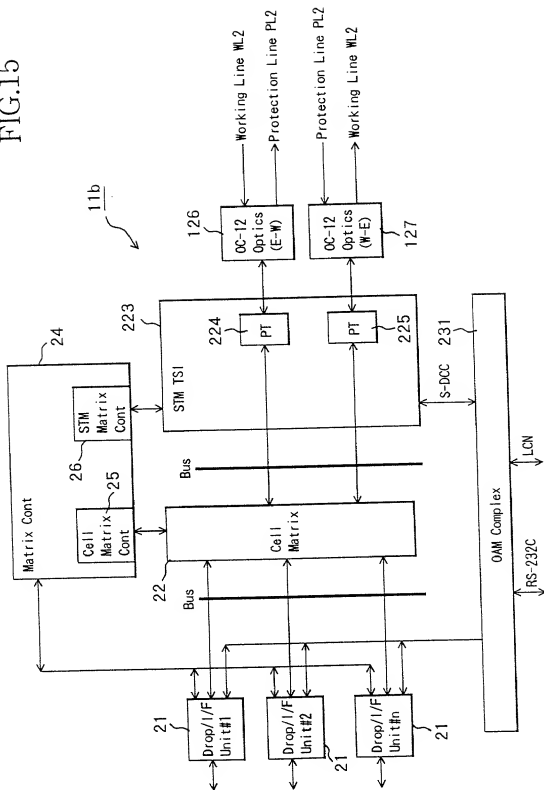 FIG.15
11b
24
Matrix Cont
Cell
Matrix
Cont
25
STM
Matrix
Cont
26
223
STM TSI
224
PT
225
PT
126
OC-12
Optics
(E-W)
Working Line WL2
Protection Line PL2
OC-12
Optics
(W-E)
127
Protection Line PL2
Working Line WL2
22
Cell
Matrix
Bus
Bus
21
Drop/I/F
Unit#1
Drop/I/F
Unit#2
21
Drop/I/F
Unit#n
21
S-DCC
231
OAM Complex
RS-232C
LCN